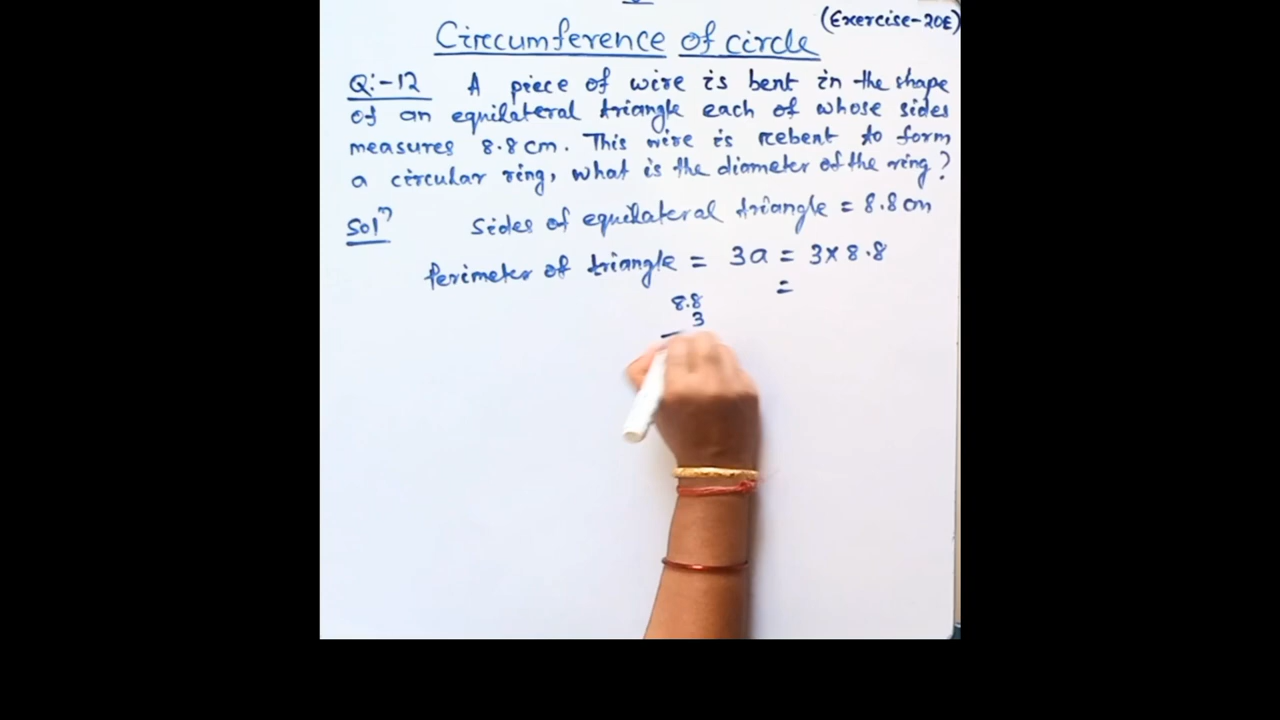 (Exercise-20E)
Circumference of circle
Q:-12 A piece of wire is bent in the shape
of an equilateral triangle each of whose sides
measures 8.8 cm. This wire is rebent to form
a circular ring, what is the diameter of the ring?
Solⁿ Sides of equilateral triangle = 8.8 cm
Perimeter of triangle = 3a = 3×8.8
=
8.8
3